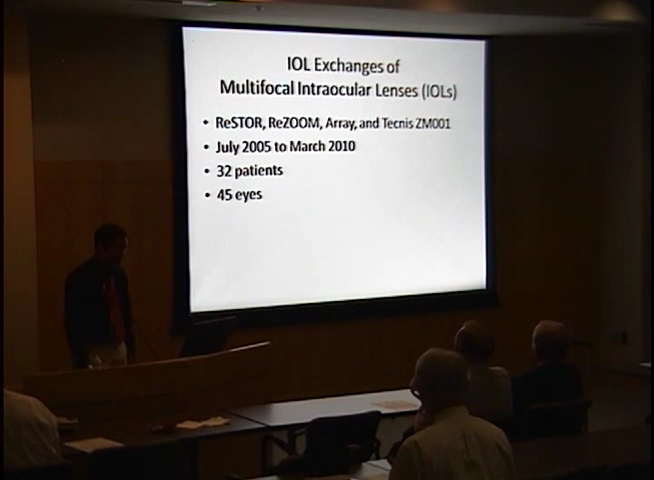 IOL Exchanges of
Multifocal Intraocular Lenses (IOLs)
• ReSTOR, ReZOOM, Array, and Tecnis ZM001
• July 2005 to March 2010
• 32 patients
• 45 eyes